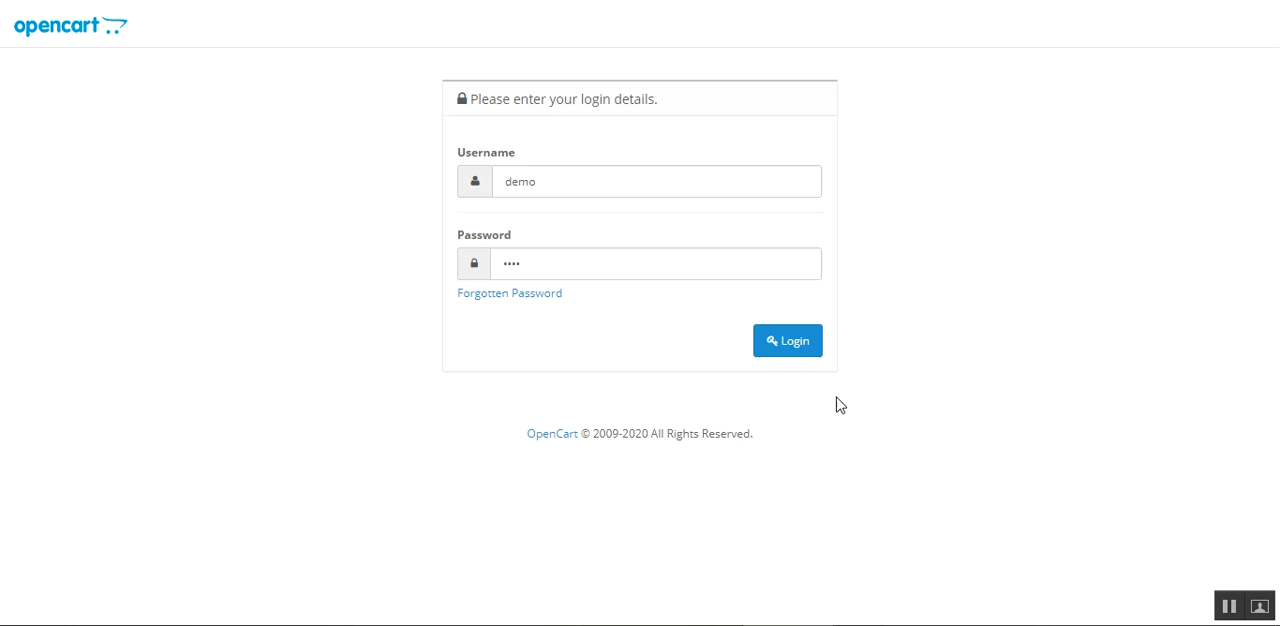 opencart
Please enter your login details.
Username
demo
Password
••••
Forgotten Password
Login
OpenCart © 2009-2020 All Rights Reserved.